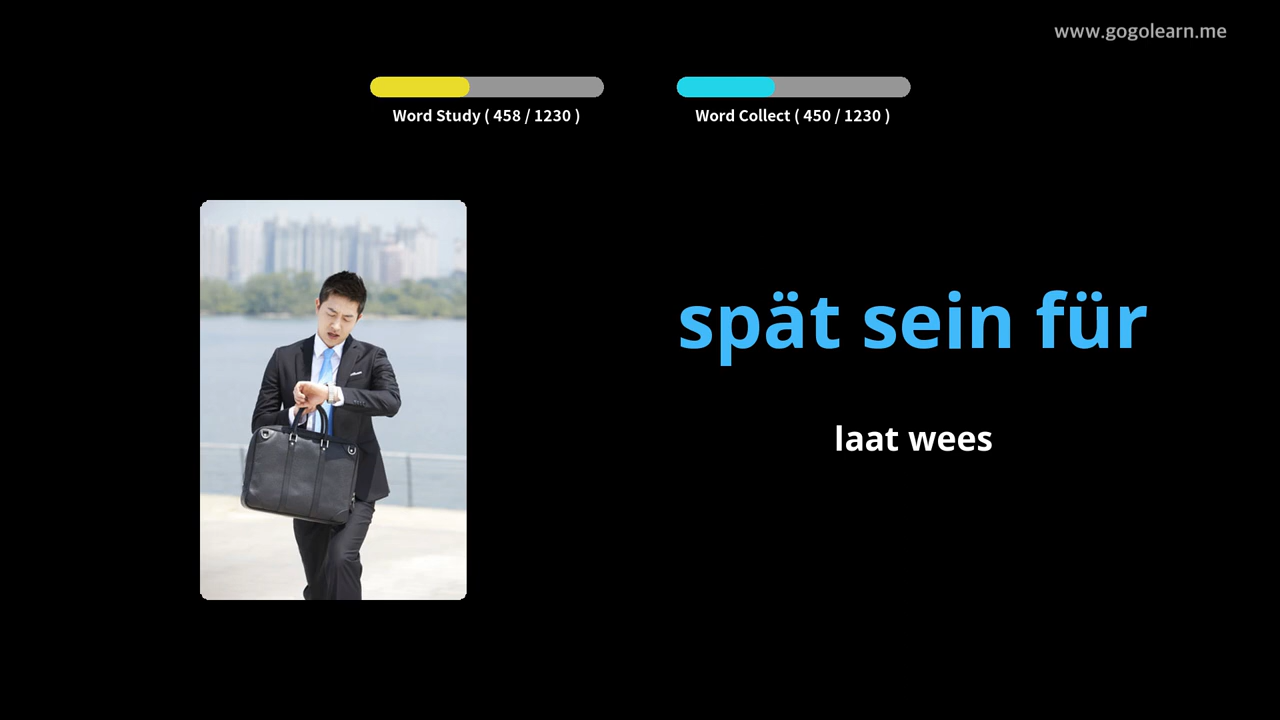 www.gogolearn.me
Word Study ( 458 / 1230 )
Word Collect ( 450 / 1230 )
spät sein für
laat wees